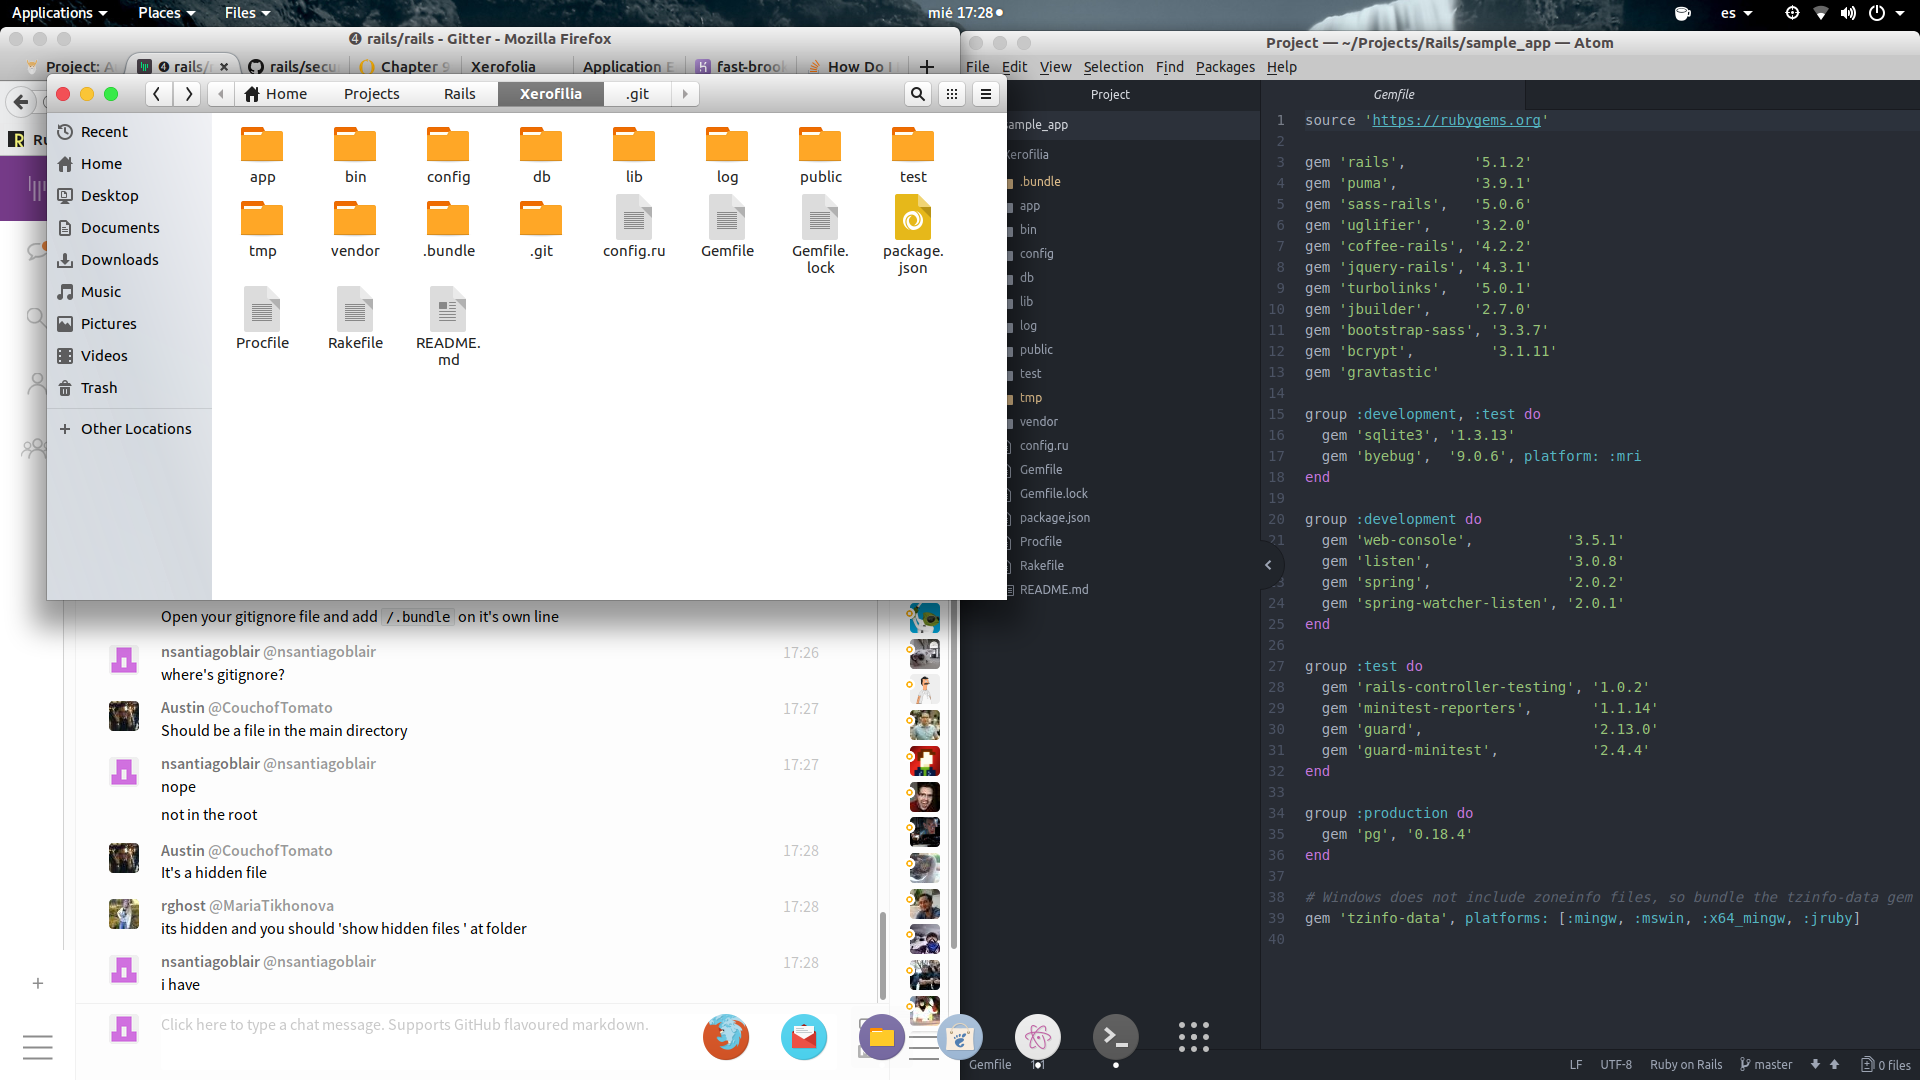 Applications Places Files mié 17:28 es
rails/rails - Gitter - Mozilla Firefox
Project: A rails/r rails/secu Chapter 9 Xerofolia Application E fast-brook How Do I
Home Projects Rails Xerofilia .git
Recent
Home
Desktop
Documents
Downloads
Music
Pictures
Videos
Trash
Other Locations
app bin config db lib log public test
tmp vendor .bundle .git config.ru Gemfile Gemfile.lock package.json
Procfile Rakefile README.md
Open your gitignore file and add /.bundle on it's own line
nsantiagoblair @nsantiagoblair 17:26
where's gitignore?
Austin @CouchofTomato 17:27
Should be a file in the main directory
nsantiagoblair @nsantiagoblair 17:27
nope
not in the root
Austin @CouchofTomato 17:28
It's a hidden file
rghost @MariaTikhonova 17:28
its hidden and you should 'show hidden files ' at folder
nsantiagoblair @nsantiagoblair 17:28
i have
Click here to type a chat message. Supports GitHub flavoured markdown.
Project — ~/Projects/Rails/sample_app — Atom
File Edit View Selection Find Packages Help
Project
ample_app
Xerofilia
.bundle
app
bin
config
db
lib
log
public
test
tmp
vendor
config.ru
Gemfile
Gemfile.lock
package.json
Procfile
Rakefile
README.md
Gemfile
1 source 'https://rubygems.org'
2
3 gem 'rails', '5.1.2'
4 gem 'puma', '3.9.1'
5 gem 'sass-rails', '5.0.6'
6 gem 'uglifier', '3.2.0'
7 gem 'coffee-rails', '4.2.2'
8 gem 'jquery-rails', '4.3.1'
9 gem 'turbolinks', '5.0.1'
10 gem 'jbuilder', '2.7.0'
11 gem 'bootstrap-sass', '3.3.7'
12 gem 'bcrypt', '3.1.11'
13 gem 'gravtastic'
14
15 group :development, :test do
16 gem 'sqlite3', '1.3.13'
17 gem 'byebug', '9.0.6', platform: :mri
18 end
19
20 group :development do
21 gem 'web-console', '3.5.1'
gem 'listen', '3.0.8'
23 gem 'spring', '2.0.2'
24 gem 'spring-watcher-listen', '2.0.1'
25 end
26
27 group :test do
28 gem 'rails-controller-testing', '1.0.2'
29 gem 'minitest-reporters', '1.1.14'
30 gem 'guard', '2.13.0'
31 gem 'guard-minitest', '2.4.4'
32 end
33
34 group :production do
35 gem 'pg', '0.18.4'
36 end
37
38 # Windows does not include zoneinfo files, so bundle the tzinfo-data gem
39 gem 'tzinfo-data', platforms: [:mingw, :mswin, :x64_mingw, :jruby]
40
Gemfile 1:1 LF UTF-8 Ruby on Rails master 0 files